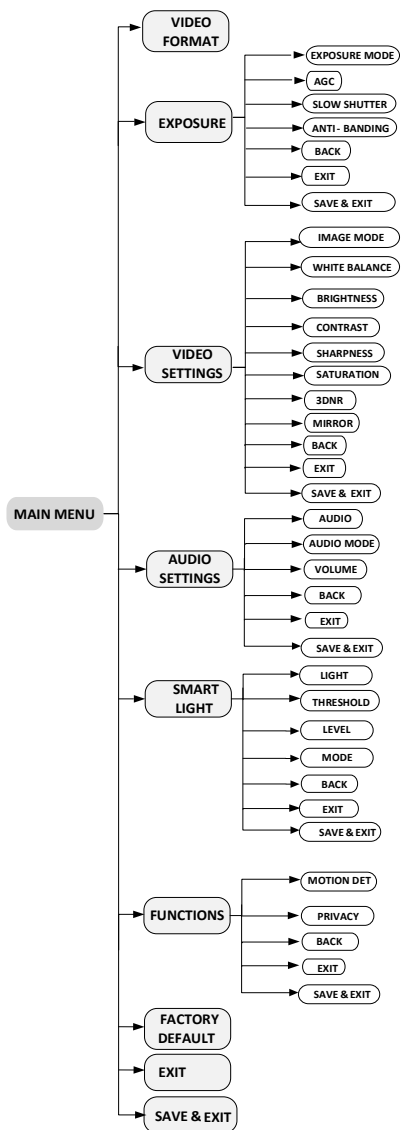 VIDEO
FORMAT
EXPOSURE
EXPOSURE MODE
AGC
SLOW SHUTTER
ANTI - BANDING
BACK
EXIT
SAVE & EXIT
VIDEO
SETTINGS
IMAGE MODE
WHITE BALANCE
BRIGHTNESS
CONTRAST
SHARPNESS
SATURATION
3DNR
MIRROR
BACK
EXIT
SAVE & EXIT
MAIN MENU
AUDIO
SETTINGS
AUDIO
AUDIO MODE
VOLUME
BACK
EXIT
SAVE & EXIT
SMART
LIGHT
LIGHT
THRESHOLD
LEVEL
MODE
BACK
EXIT
SAVE & EXIT
FUNCTIONS
MOTION DET
PRIVACY
BACK
EXIT
SAVE & EXIT
FACTORY
DEFAULT
EXIT
SAVE & EXIT